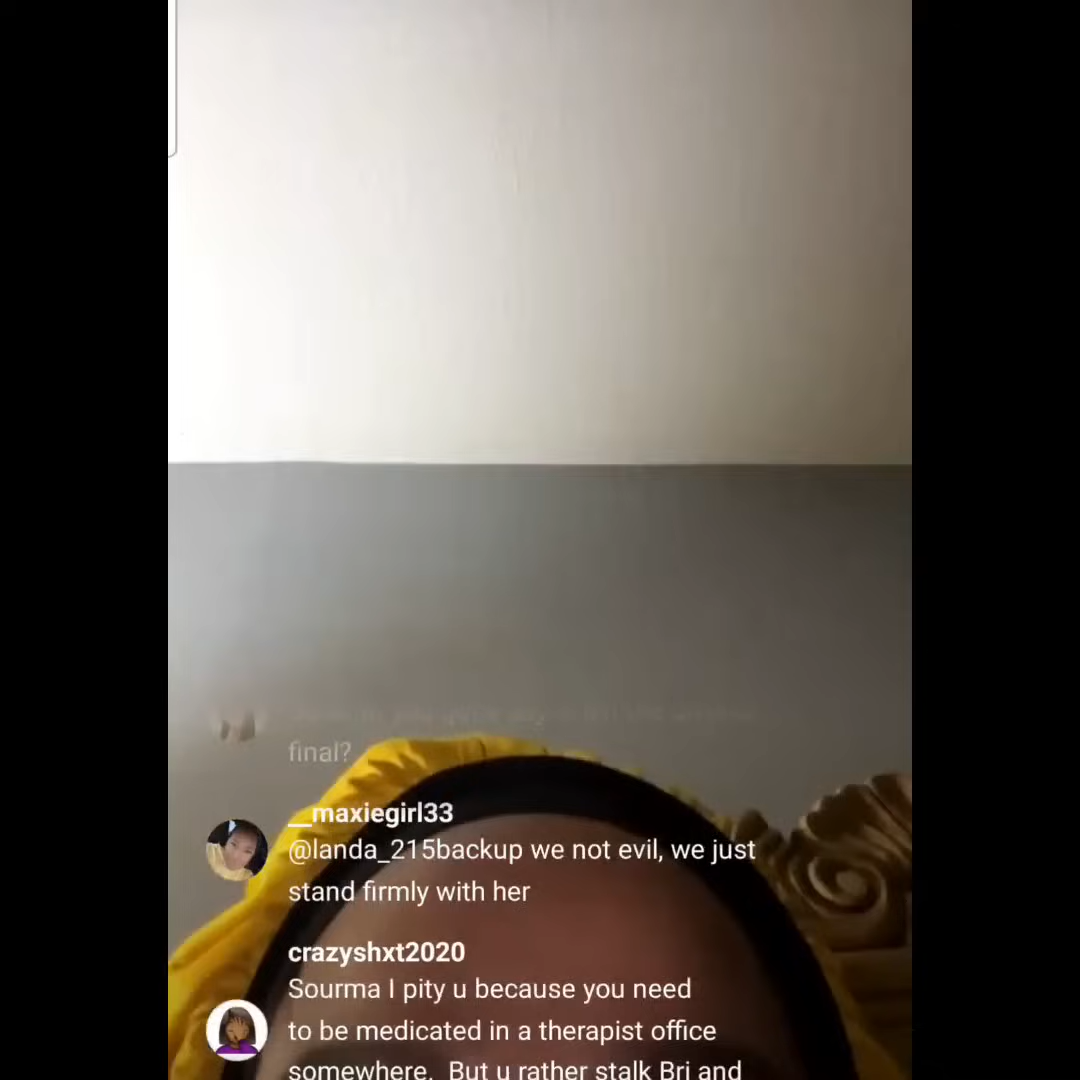 final?
__maxiegirl33
@landa_215backup we not evil, we just
stand firmly with her
crazyshxt2020
Sourma I pity u because you need
to be medicated in a therapist office
somewhere. But u rather stalk Bri and